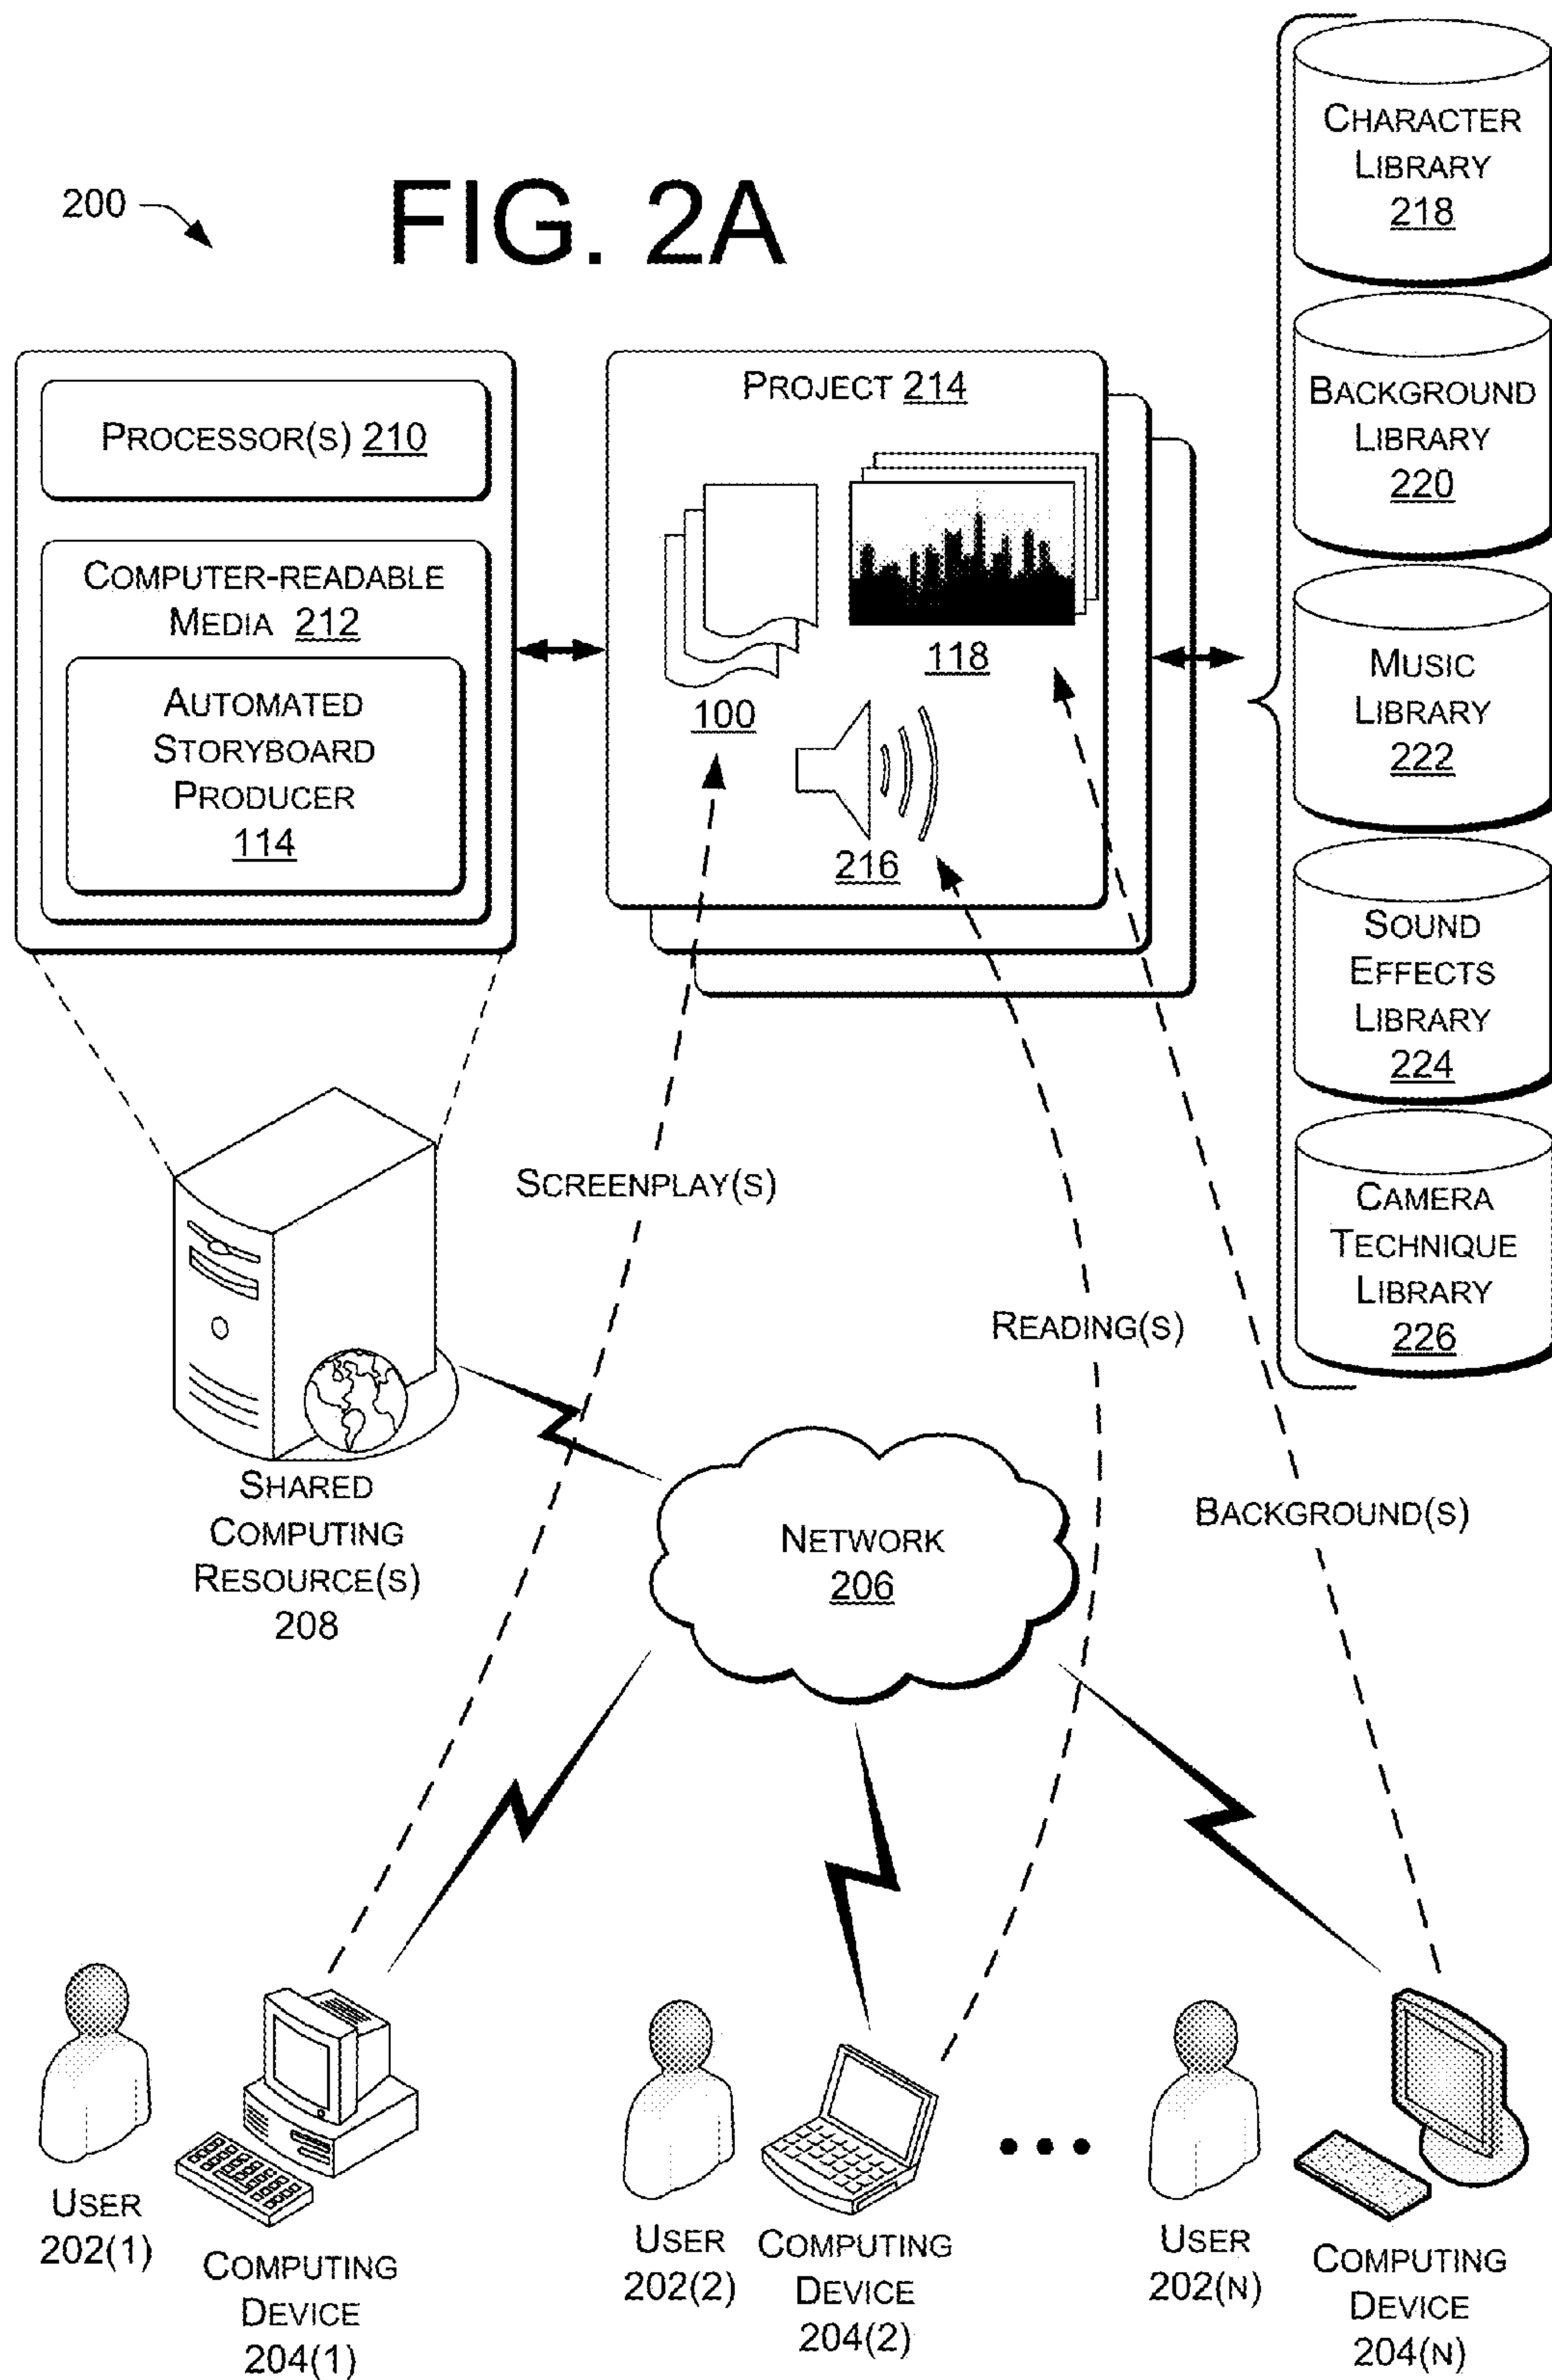 200
FIG. 2A
PROCESSOR(S) 210
COMPUTER-READABLE
MEDIA 212
AUTOMATED
STORYBOARD
PRODUCER
114
PROJECT 214
100
118
216
CHARACTER
LIBRARY
218
BACKGROUND
LIBRARY
220
MUSIC
LIBRARY
222
SOUND
EFFECTS
LIBRARY
224
CAMERA
TECHNIQUE
LIBRARY
226
SCREENPLAY(S)
READING(S)
BACKGROUND(S)
SHARED
COMPUTING
RESOURCE(S)
208
NETWORK
206
USER
202(1)
COMPUTING
DEVICE
204(1)
USER
202(2)
COMPUTING
DEVICE
204(2)
USER
202(N)
COMPUTING
DEVICE
204(N)